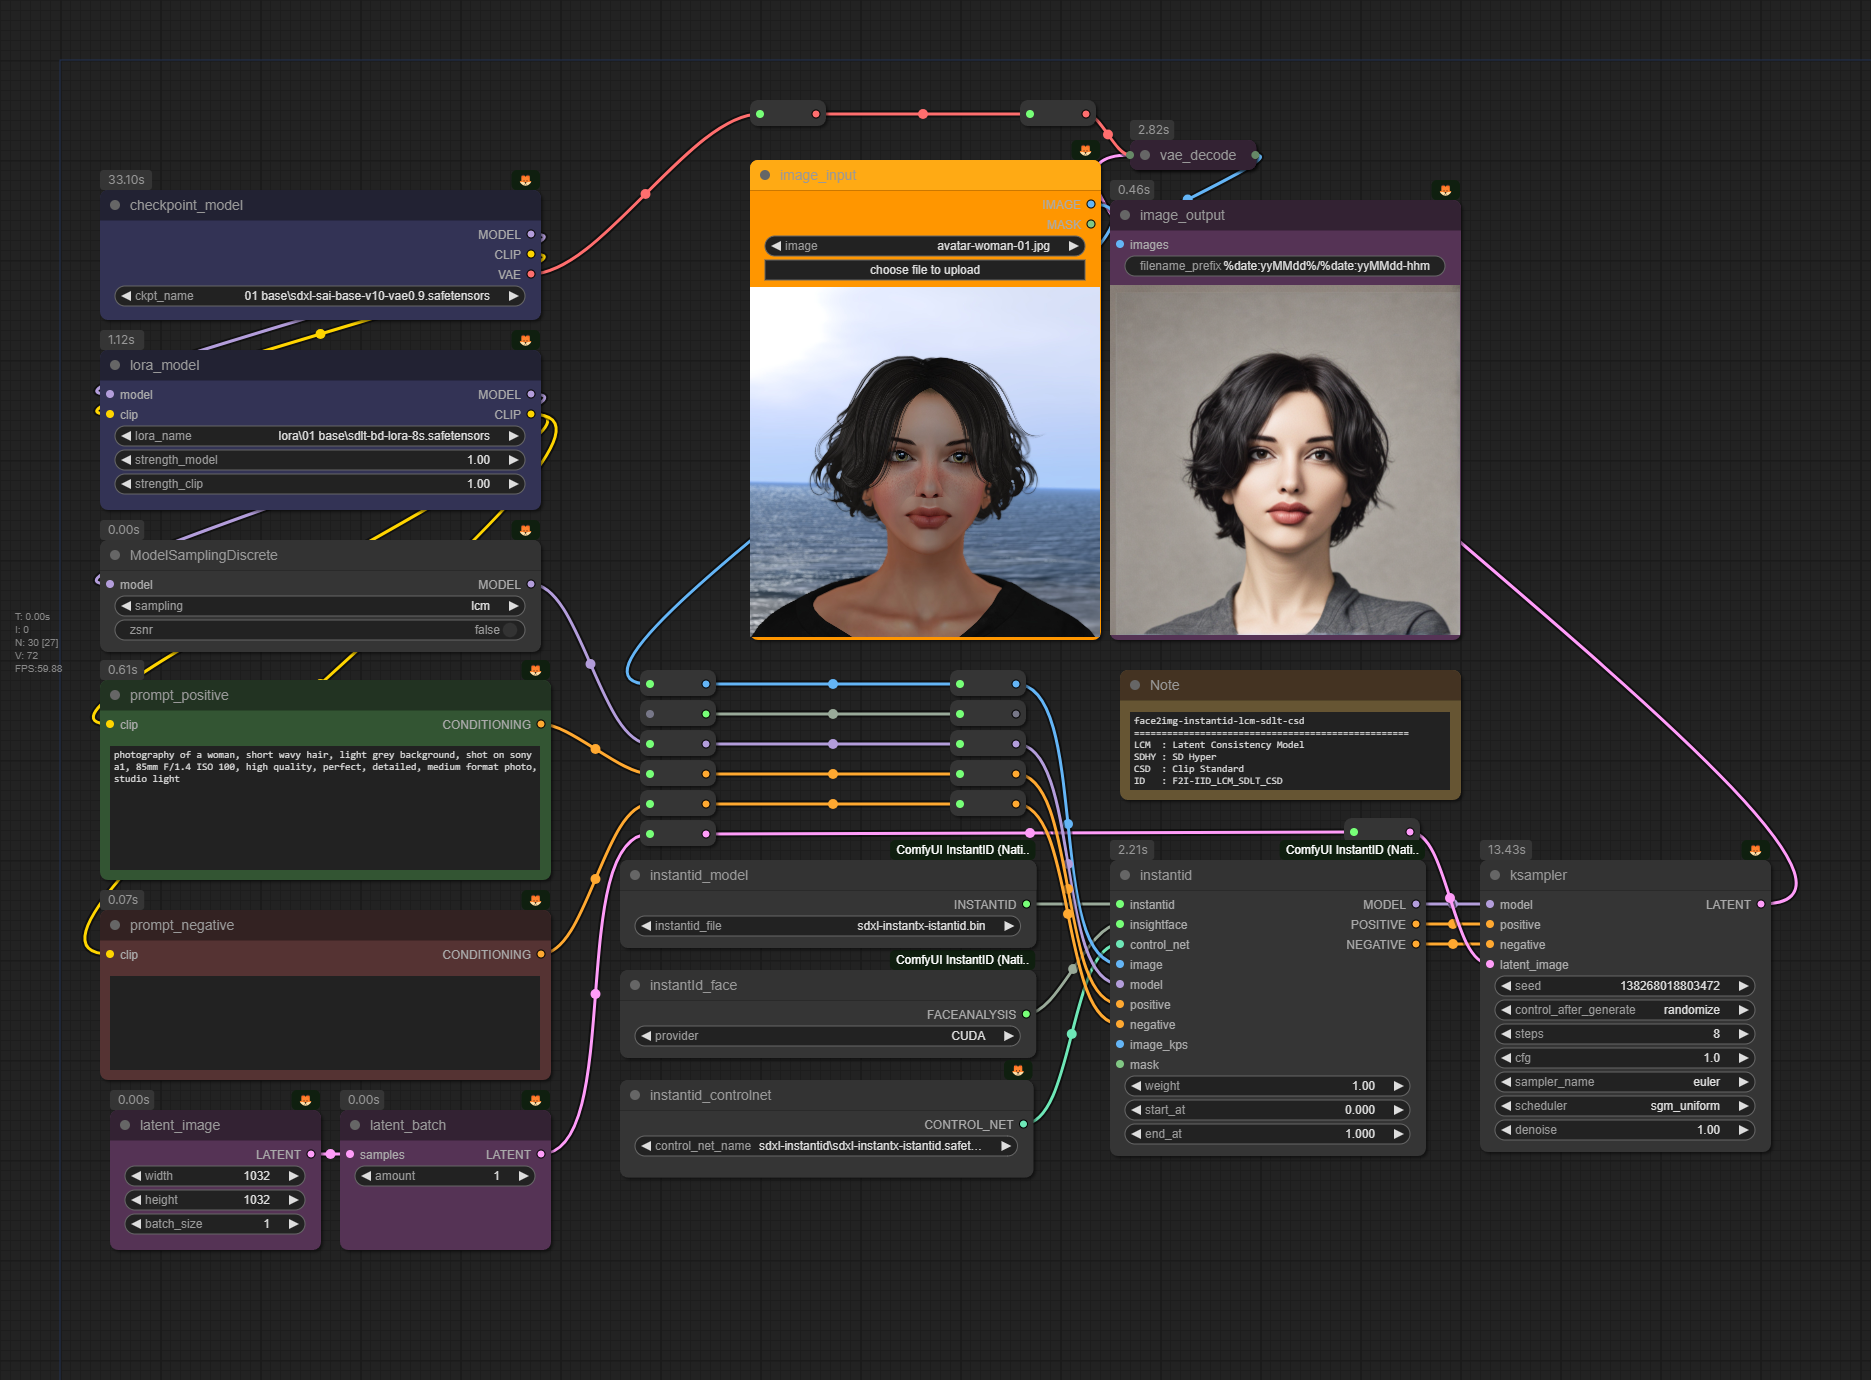 2.82s
vae_decode
33.10s
checkpoint_model
MODEL
CLIP
VAE
ckpt_name 01 base\sdxl-sai-base-v10-vae0.9.safetensors
image_input
IMAGE
MASK
image avatar-woman-01.jpg
choose file to upload
0.46s
image_output
images
filename_prefix %date:yyMMdd%/%date:yyMMdd-hhm
1.12s
lora_model
model MODEL
clip CLIP
lora_name lora\01 base\sdlt-bd-lora-8s.safetensors
strength_model 1.00
strength_clip 1.00
0.00s
ModelSamplingDiscrete
model MODEL
sampling lcm
zsnr false
T: 0.00s
I: 0
N: 30 [27]
V: 72
FPS:59.88
0.61s
prompt_positive
clip CONDITIONING
photography of a woman, short wavy hair, light grey background, shot on sony
a1, 85mm F/1.4 ISO 100, high quality, perfect, detailed, medium format photo,
studio light
Note
face2img-instantid-lcm-sdlt-csd
==================================================
LCM : Latent Consistency Model
SDHY : SD Hyper
CSD : Clip Standard
ID : F2I-IID_LCM_SDLT_CSD
0.07s
prompt_negative
clip CONDITIONING
0.00s
latent_image
LATENT
width 1032
height 1032
batch_size 1
0.00s
latent_batch
samples LATENT
amount 1
ComfyUI InstantID (Nati..
instantid_model
INSTANTID
instantid_file sdxl-instantx-istantid.bin
ComfyUI InstantID (Nati..
instantId_face
FACEANALYSIS
provider CUDA
instantid_controlnet
CONTROL_NET
control_net_name sdxl-instantid\sdxl-instantx-istantid.safet...
2.21s
ComfyUI InstantID (Nati..
instantid
instantid MODEL
insightface POSITIVE
control_net NEGATIVE
image
model
positive
negative
image_kps
mask
weight 1.00
start_at 0.000
end_at 1.000
13.43s
ksampler
model LATENT
positive
negative
latent_image
seed 138268018803472
control_after_generate randomize
steps 8
cfg 1.0
sampler_name euler
scheduler sgm_uniform
denoise 1.00